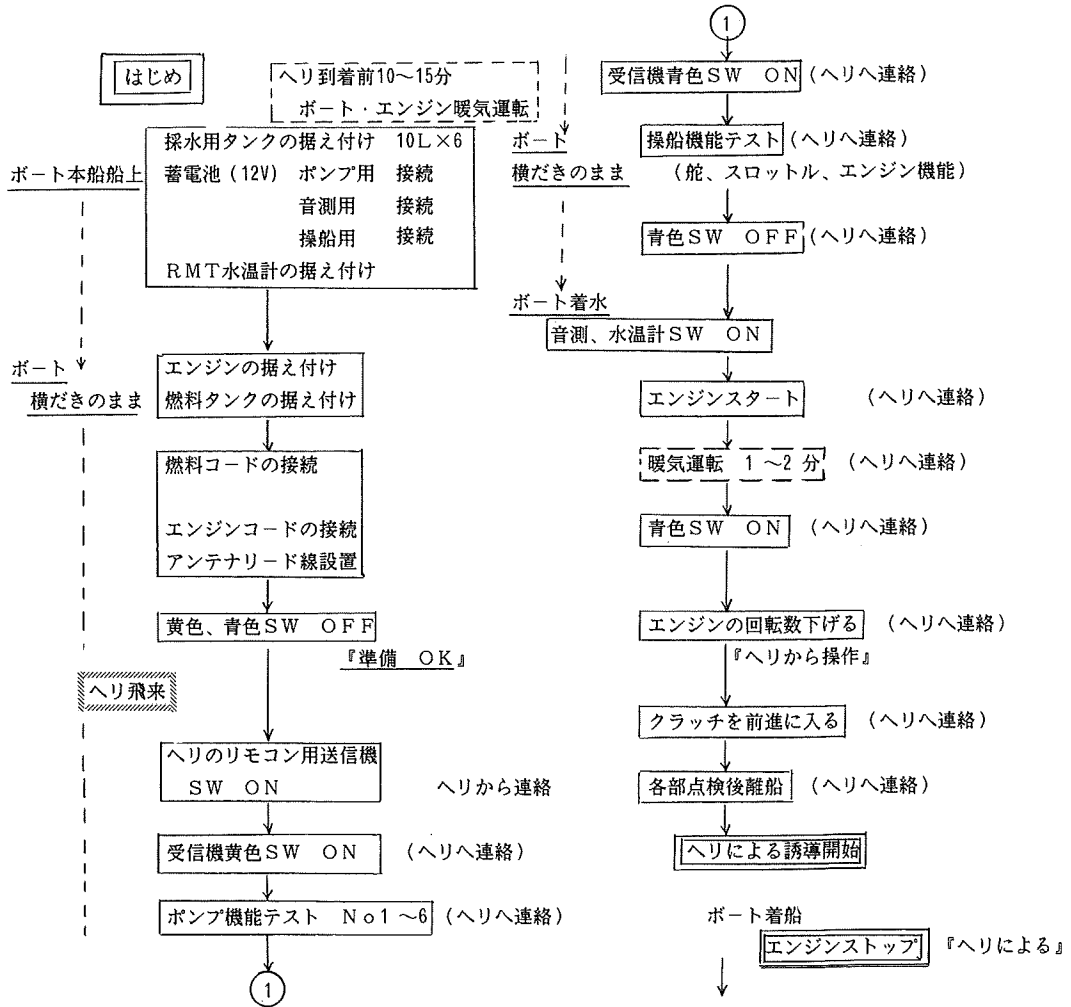 はじめ
ヘリ到着前10～15分
ボート・エンジン暖気運転
ボート本船船上
採水用タンクの据え付け 10L×6
蓄電池(12V) ポンプ用 接続
音測用 接続
操船用 接続
RMT水温計の据え付け
ボート
横だきのまま
エンジンの据え付け
燃料タンクの据え付け
燃料コードの接続
エンジンコードの接続
アンテナリード線設置
黄色、青色SW OFF
『準備 OK』
ヘリ飛来
ヘリのリモコン用送信機
SW ON
ヘリから連絡
受信機黄色SW ON (ヘリへ連絡)
ポンプ機能テスト No1～6 (ヘリへ連絡)
1
1
受信機青色SW ON (ヘリへ連絡)
ボート
横だきのまま
操船機能テスト (ヘリへ連絡)
(舵、スロットル、エンジン機能)
青色SW OFF (ヘリへ連絡)
ボート着水
音測、水温計SW ON
エンジンスタート (ヘリへ連絡)
暖気運転 1～2分 (ヘリへ連絡)
青色SW ON (ヘリへ連絡)
エンジンの回転数下げる (ヘリへ連絡)
『ヘリから操作』
クラッチを前進に入る (ヘリへ連絡)
各部点検後離船 (ヘリへ連絡)
ヘリによる誘導開始
ボート着船
エンジンストップ 『ヘリによる』